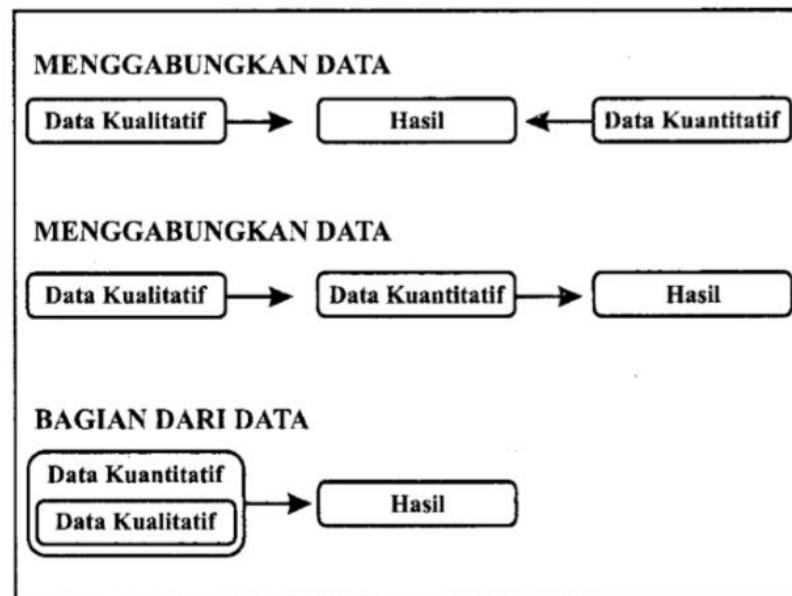 MENGGABUNGKAN DATA
Data Kualitatif Hasil Data Kuantitatif
MENGGABUNGKAN DATA
Data Kualitatif Data Kuantitatif Hasil
BAGIAN DARI DATA
Data Kuantitatif
Data Kualitatif
Hasil